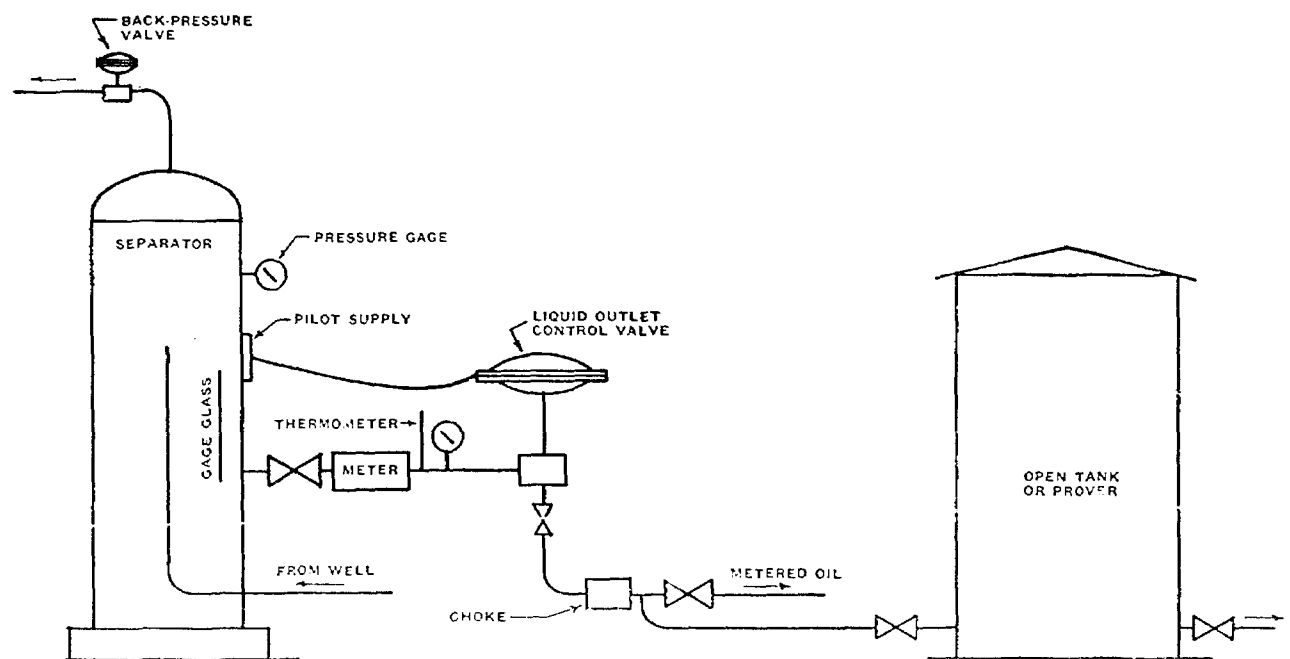 BACK-PRESSURE
VALVE
SEPARATOR
PRESSURE GAGE
PILOT SUPPLY
LIQUID OUTLET
CONTROL VALVE
GAGE GLASS
THERMOMETER
METER
OPEN TANK
OR PROVER
FROM WELL
METERED OIL
CHOKE